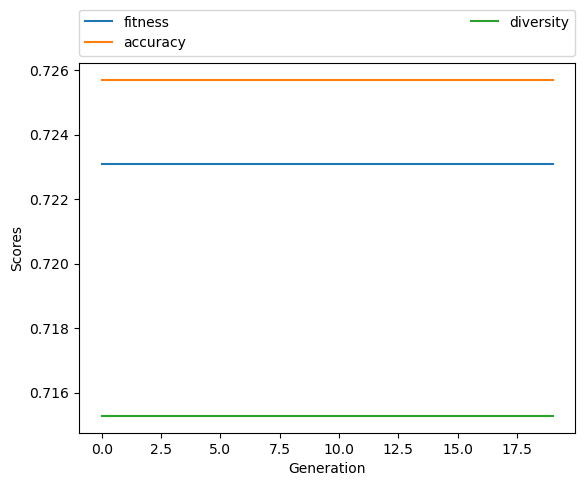 fitness
accuracy
diversity
0.726
0.724
0.722
0.720
0.718
0.716
Scores
0.0 2.5 5.0 7.5 10.0 12.5 15.0 17.5
Generation